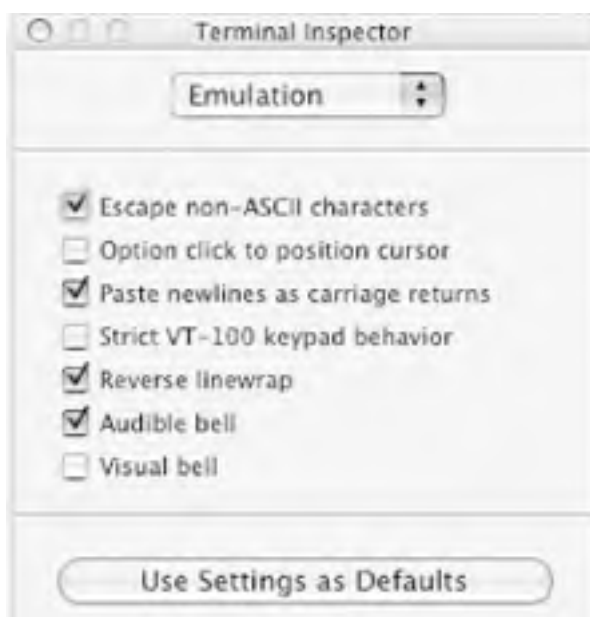 Terminal Inspector
Emulation
Escape non-ASCII characters
Option click to position cursor
Paste newlines as carriage returns
Strict VT-100 keypad behavior
Reverse linewrap
Audible bell
Visual bell
Use Settings as Defaults